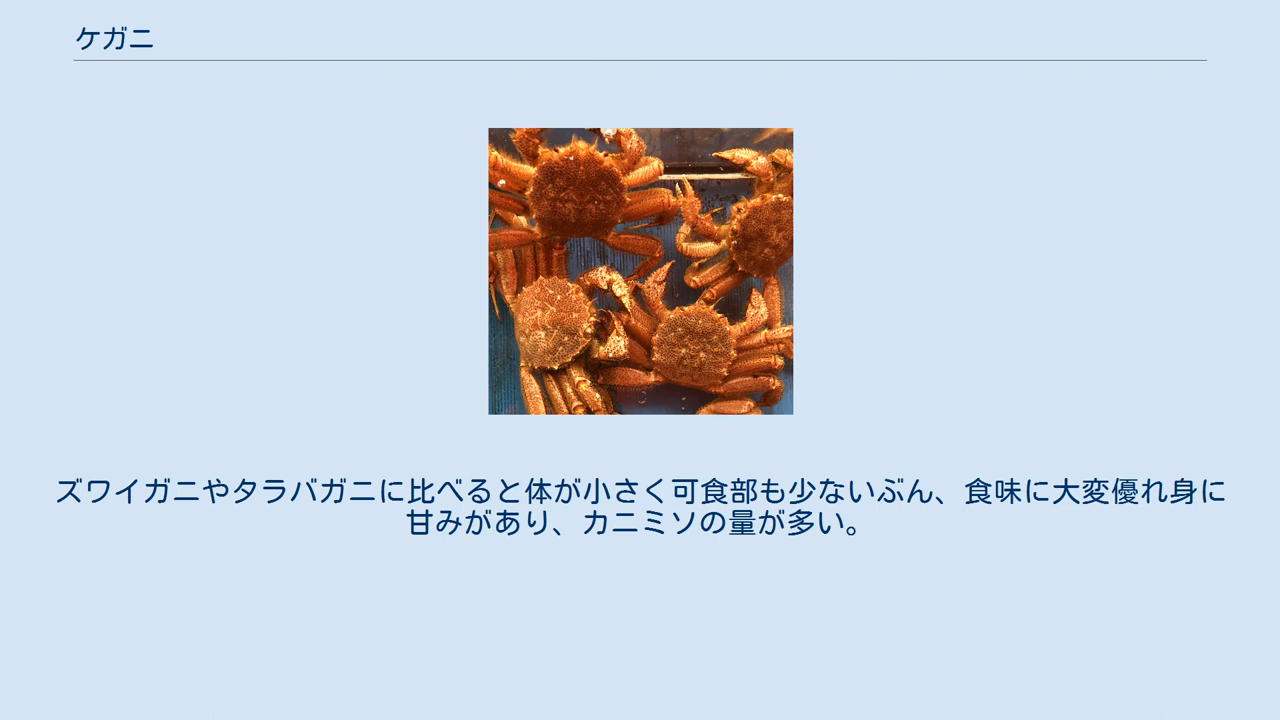 ケガニ
ズワイガニやタラバガニに比べると体が小さく可食部も少ないぶん、食味に大変優れ身に
甘みがあり、カニミソの量が多い。